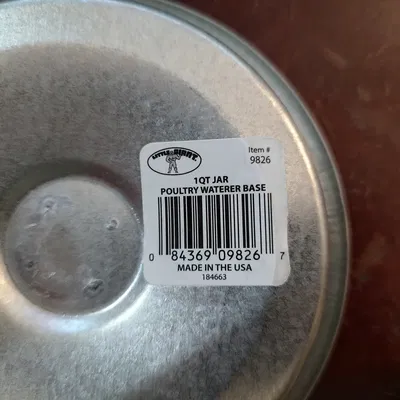 LITTLE GIANT
Item #
9826
1QT JAR
POULTRY WATERER BASE
0 84369 09826 7
MADE IN THE USA
184663